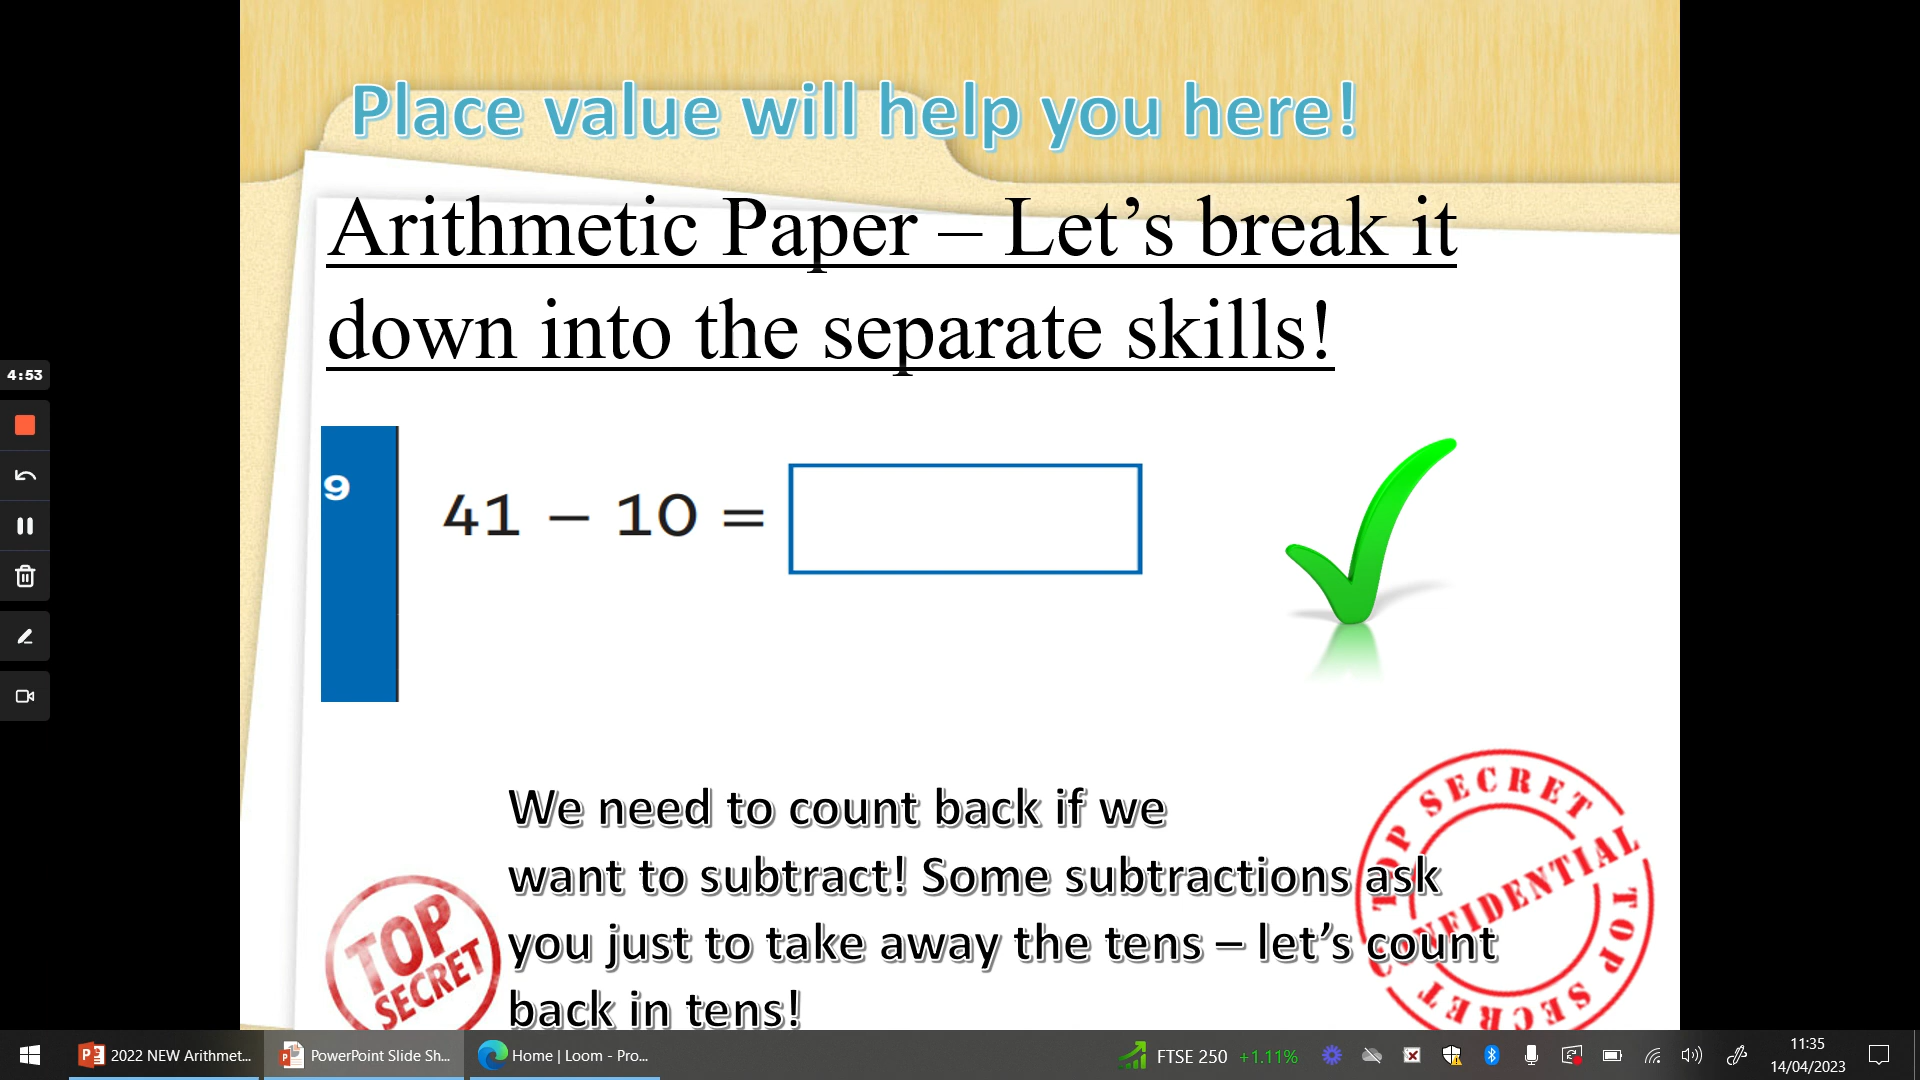 Place value will help you here!
Arithmetic Paper – Let’s break it
down into the separate skills!
4:53
9
41 – 10 =
We need to count back if we
want to subtract! Some subtractions ask
you just to take away the tens – let’s count
back in tens!
TOP
SECRET
TOP SECRET
CONFIDENTIAL
TOP SECRET
2022 NEW Arithmet...
PowerPoint Slide Sh...
Home | Loom - Pro...
FTSE 250 +1.11%
11:35
14/04/2023